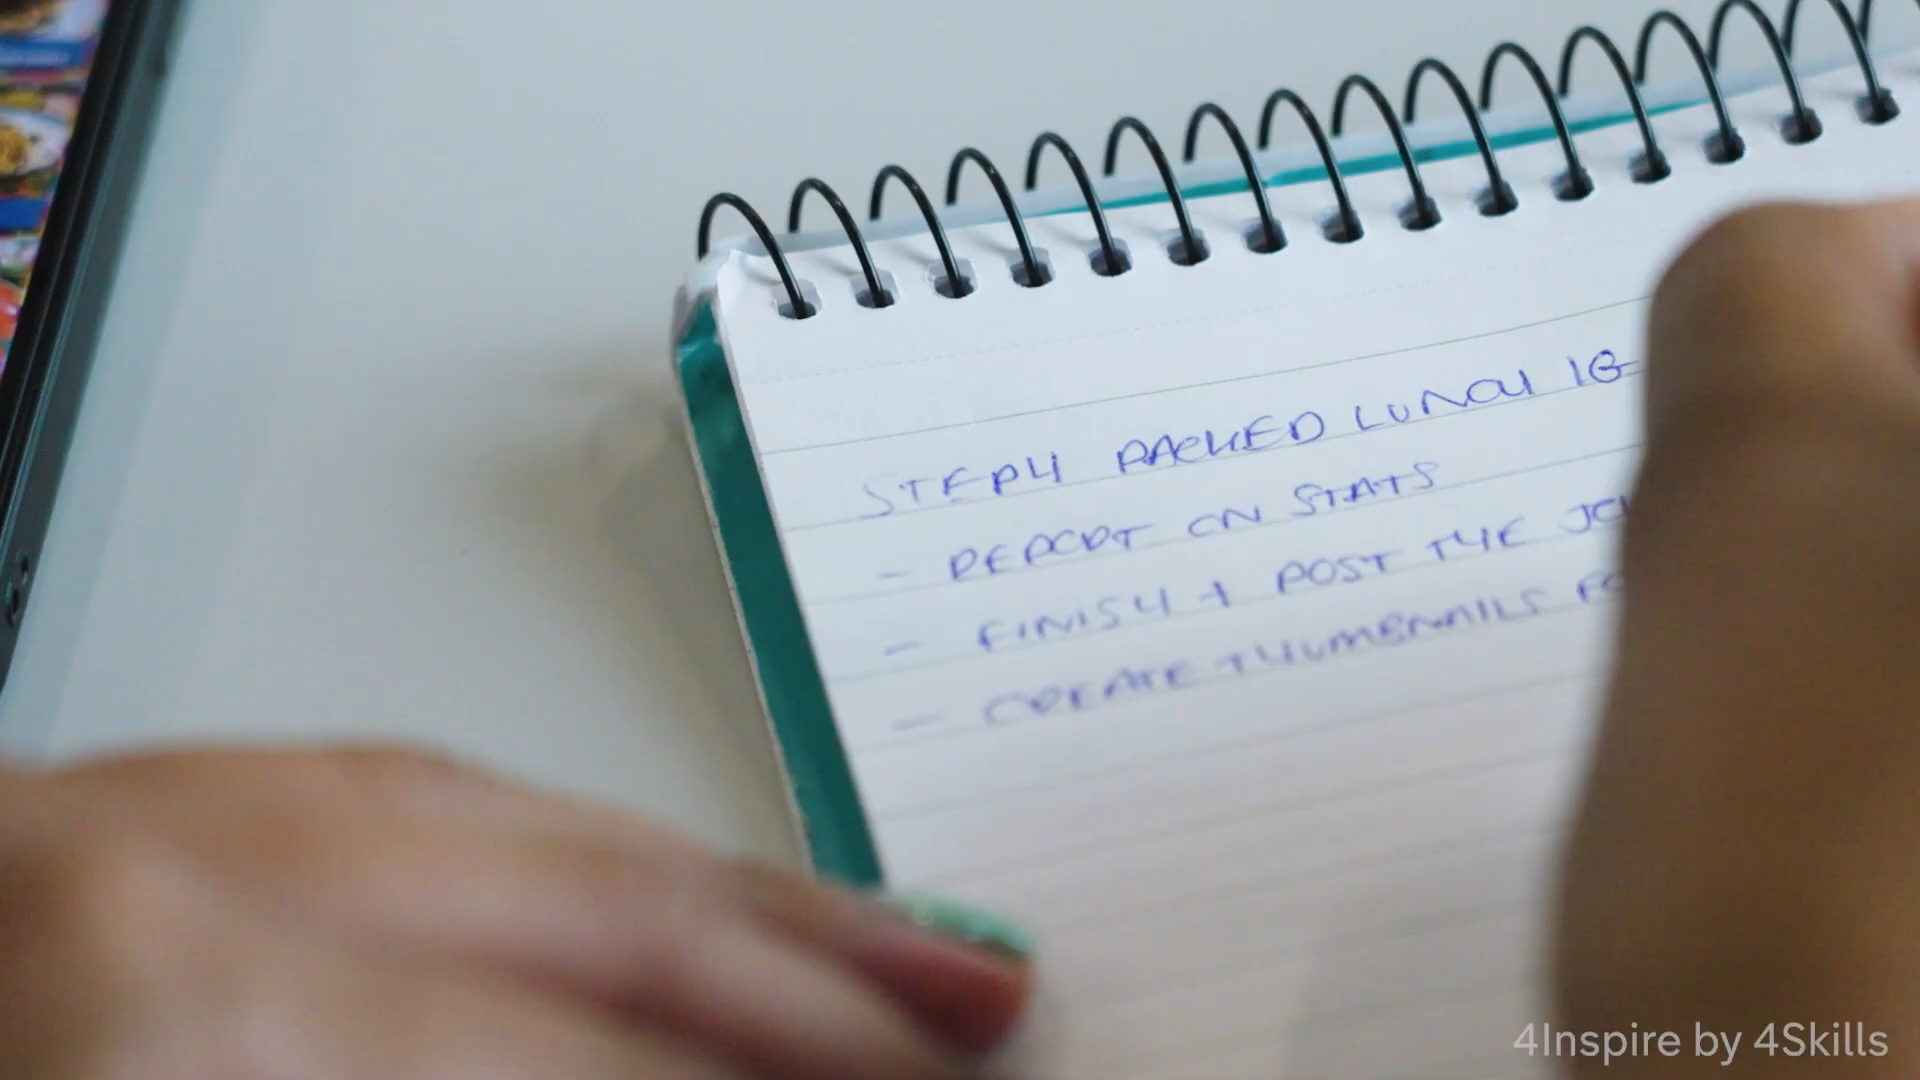 STEPH PACKED LUNCH IG
- REPORT ON STATS
- FINISH + POST THE
- CREATE THUMBNAILS
4Inspire by 4Skills